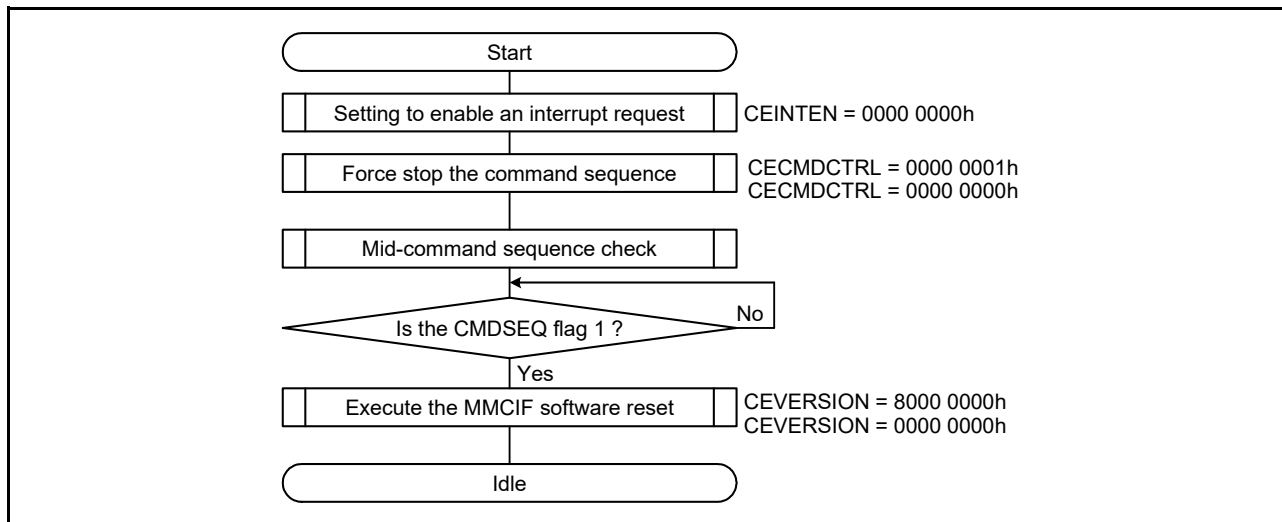 Start
Setting to enable an interrupt request
CEINTEN = 0000 0000h
Force stop the command sequence
CECMDCTRL = 0000 0001h
CECMDCTRL = 0000 0000h
Mid-command sequence check
Is the CMDSEQ flag 1 ?
No
Yes
Execute the MMCIF software reset
CEVERSION = 8000 0000h
CEVERSION = 0000 0000h
Idle